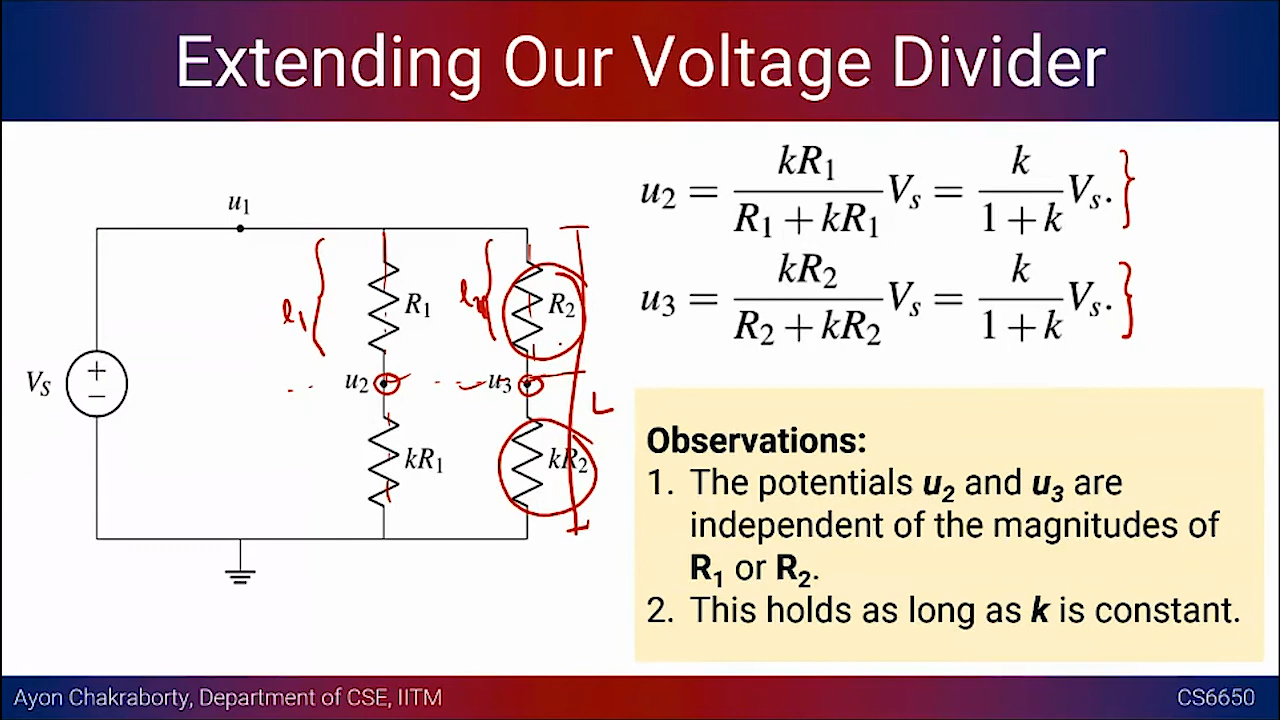 Extending Our Voltage Divider
u₁
R₁
R₂
l₁
Vₛ
+
−
u₂
u₃
L
kR₁
kR₂
u₂ = kR₁ / (R₁ + kR₁) Vₛ = k / (1 + k) Vₛ.
u₃ = kR₂ / (R₂ + kR₂) Vₛ = k / (1 + k) Vₛ.
Observations:
1. The potentials u₂ and u₃ are
independent of the magnitudes of
R₁ or R₂.
2. This holds as long as k is constant.
Ayon Chakraborty, Department of CSE, IITM
CS6650